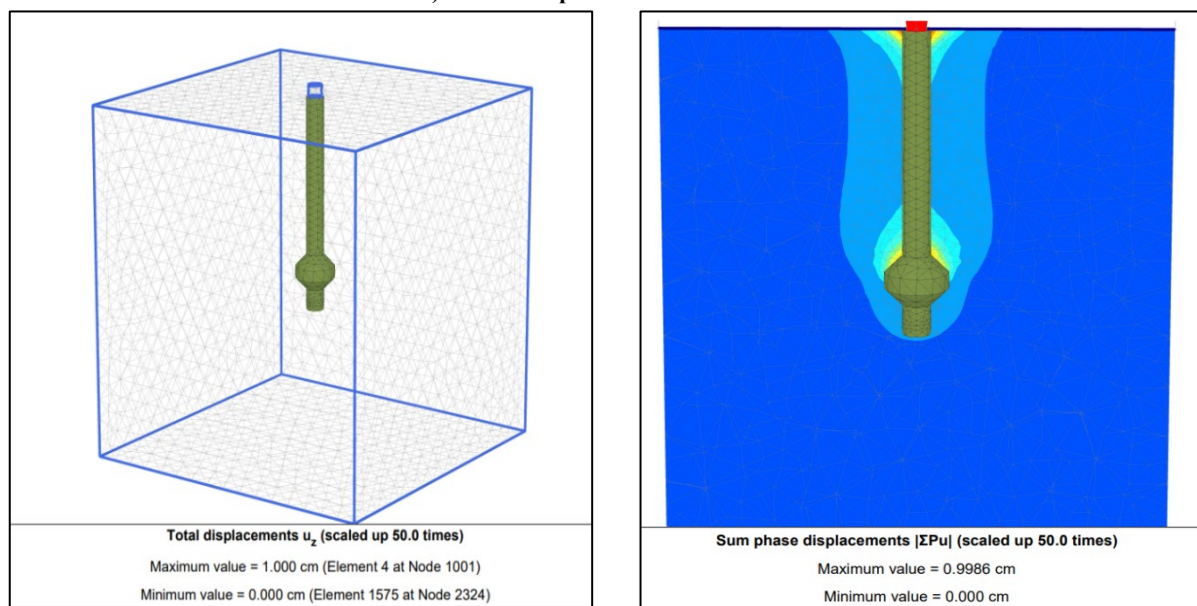 Total displacements u_z (scaled up 50.0 times)
Maximum value = 1.000 cm (Element 4 at Node 1001)
Minimum value = 0.000 cm (Element 1575 at Node 2324)
Sum phase displacements |ΣPu| (scaled up 50.0 times)
Maximum value = 0.9986 cm
Minimum value = 0.000 cm